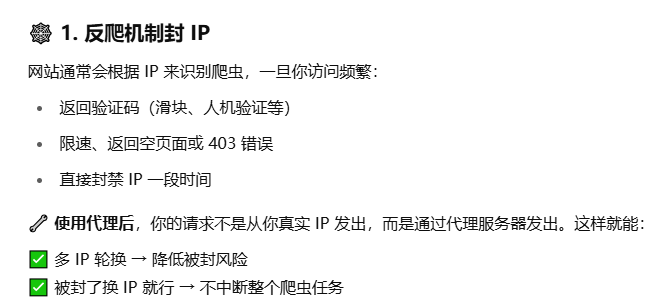 🕸 1. 反爬机制封 IP
网站通常会根据 IP 来识别爬虫，一旦你访问频繁：
• 返回验证码（滑块、人机验证等）
• 限速、返回空页面或 403 错误
• 直接封禁 IP 一段时间
🔧 使用代理后，你的请求不是从你真实 IP 发出，而是通过代理服务器发出。这样就能：
✅ 多 IP 轮换 → 降低被封风险
✅ 被封了换 IP 就行 → 不中断整个爬虫任务